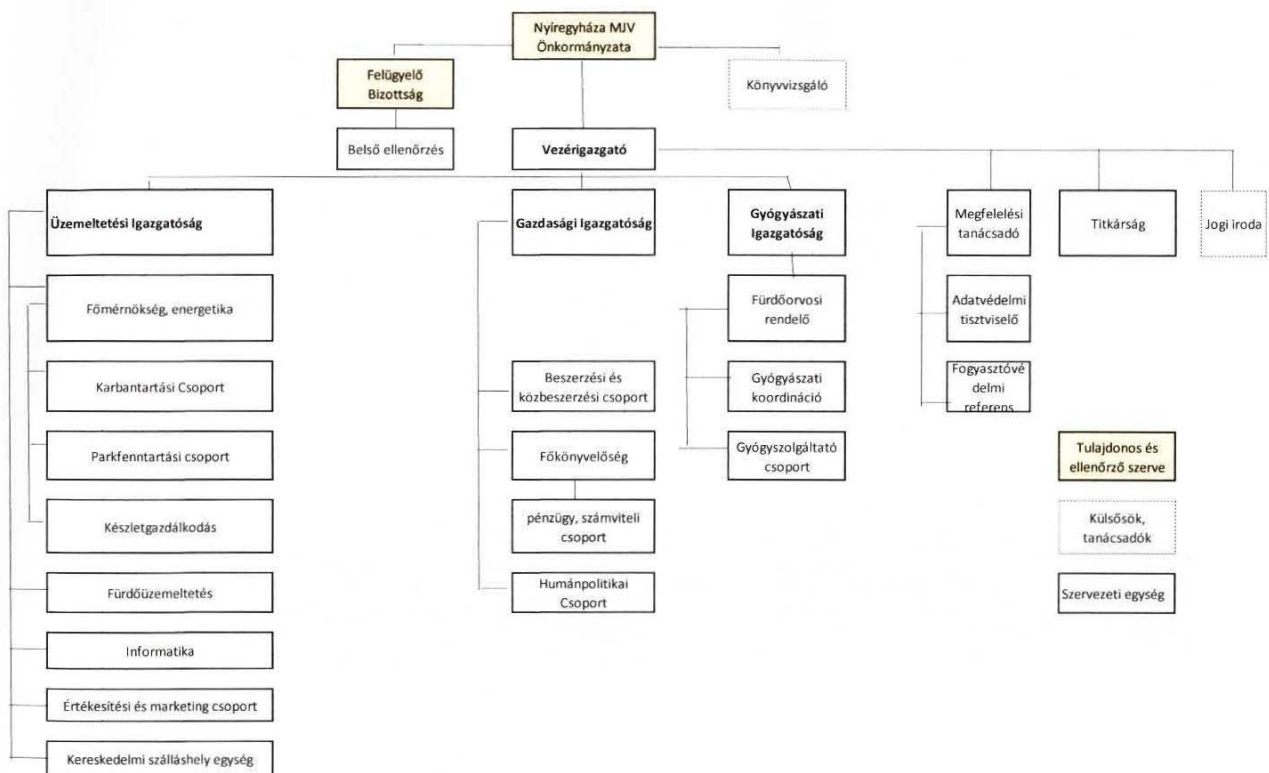 Nyíregyháza MJV
Önkormányzata
Felügyelő
Bizottság
Könyvvizsgáló
Belső ellenőrzés
Vezérigazgató
Üzemeltetési Igazgatóság
Gazdasági Igazgatóság
Gyógyászati
Igazgatóság
Megfelelési
tanácsadó
Titkárság
Jogi iroda
Főmérnökség, energetika
Fürdőorvosi
rendelő
Adatvédelmi
tisztviselő
Karbantartási Csoport
Beszerzési és
közbeszerzési csoport
Gyógyászati
koordináció
Fogyasztóvé
delmi
referens
Parkfenntartási csoport
Főkönyvelőség
Gyógyszolgáltató
csoport
Tulajdonos és
ellenőrző szerve
Készletgazdálkodás
pénzügy, számviteli
csoport
Külsősök,
tanácsadók
Fürdőüzemeltetés
Humánpolitikai
Csoport
Szervezeti egység
Informatika
Értékesítési és marketing csoport
Kereskedelmi szálláshely egység